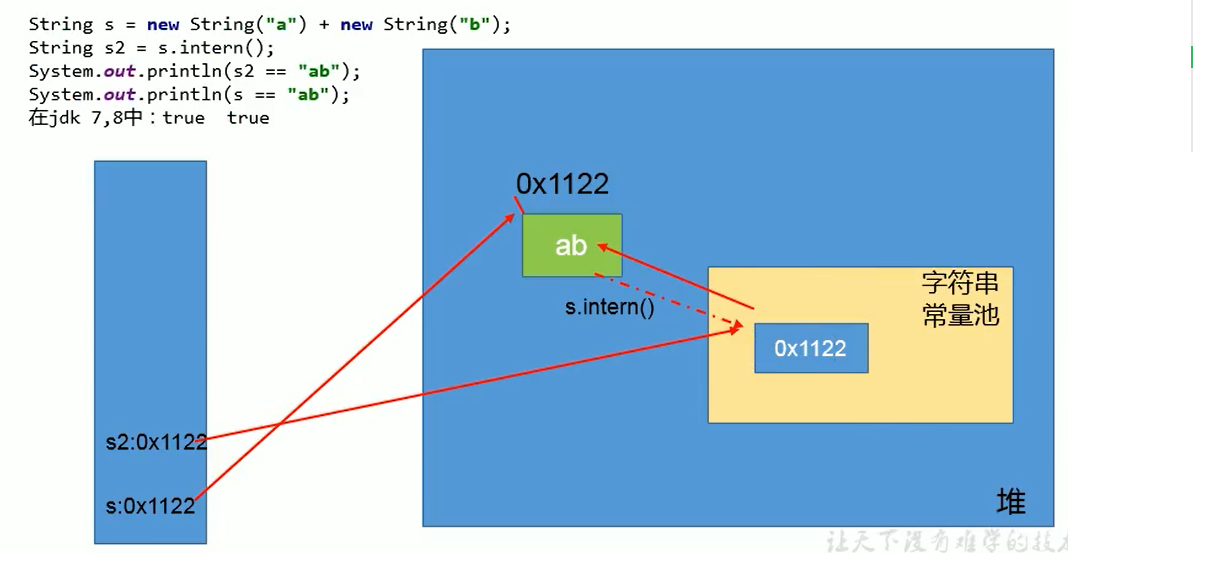 String s = new String("a") + new String("b");
String s2 = s.intern();
System.out.println(s2 == "ab");
System.out.println(s == "ab");
在jdk 7,8中：true  true
0x1122
ab
s.intern()
字符串
常量池
0x1122
s2:0x1122
s:0x1122
堆
让天下没有难学的技术